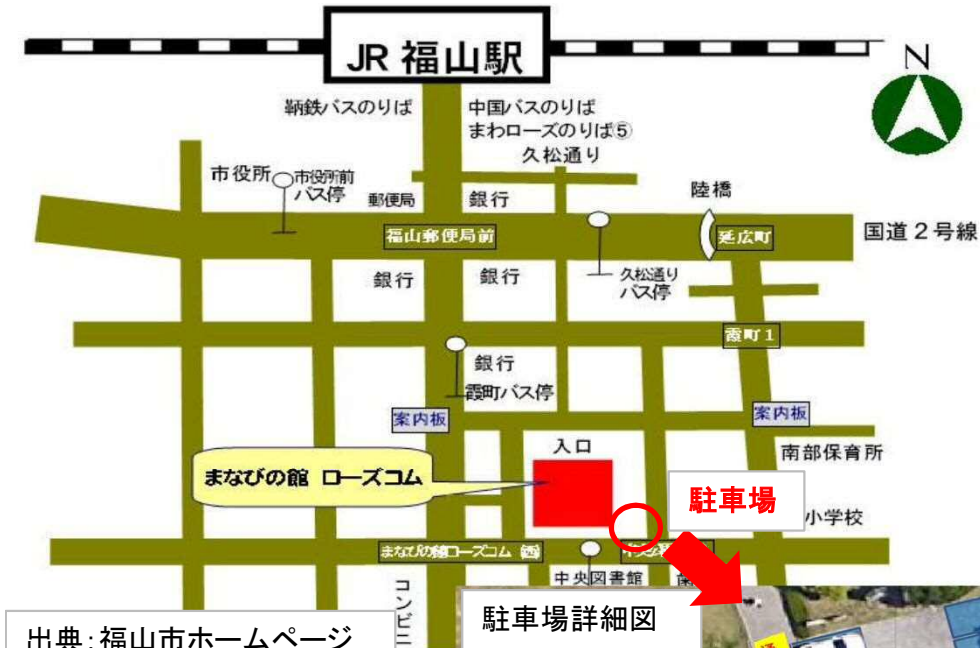 JR 福山駅
N
鞆鉄バスのりば
中国バスのりば
まわローズのりば⑤
久松通り
市役所
市役所前
バス停
郵便局
銀行
陸橋
福山郵便局前
延広町
国道2号線
銀行
銀行
久松通り
バス停
霞町1
銀行
霞町バス停
案内板
案内板
入口
南部保育所
まなびの館 ローズコム
駐車場
小学校
まなびの館ローズコム(西)
中央図書館
コンビニ
駐車場詳細図
出典:福山市ホームページ